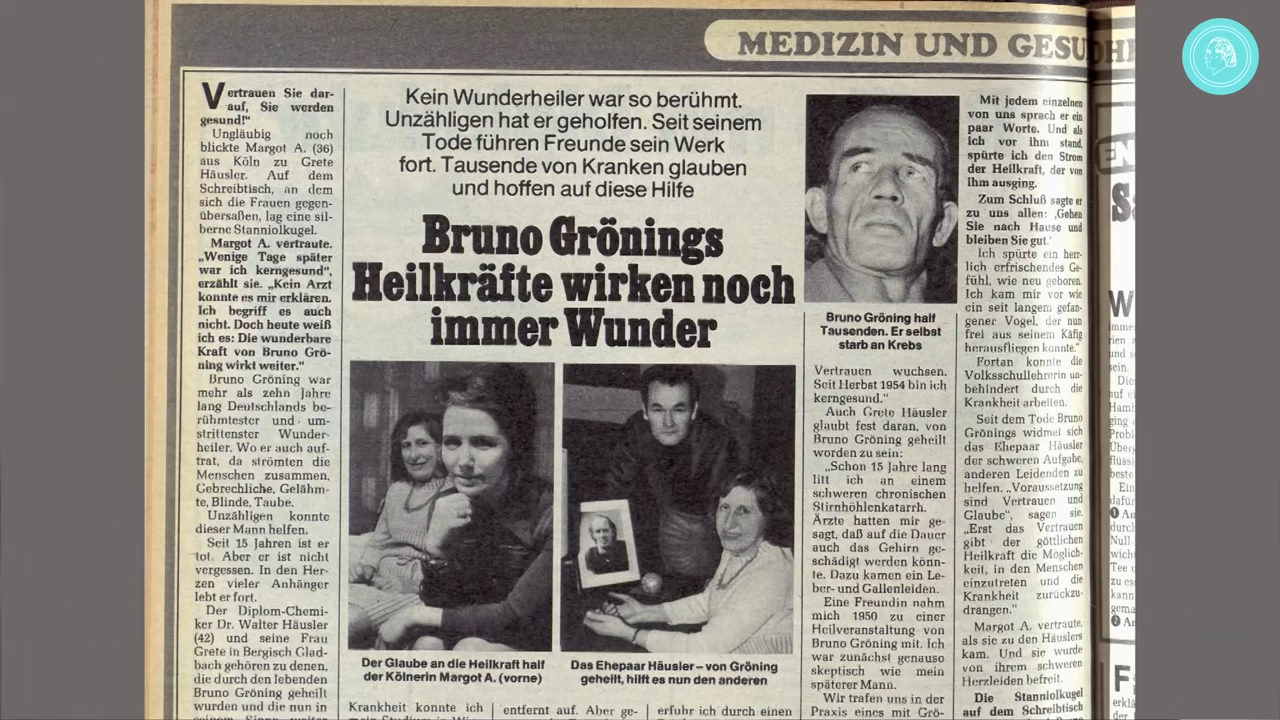 MEDIZIN UND GESUNDHE
Vertrauen Sie dar-
auf, Sie werden
gesund!"
Ungläubig noch
blickte Margot A. (36)
aus Köln zu Grete
Häusler. Auf dem
Schreibtisch, an dem
sich die Frauen gegen-
übersaßen, lag eine sil-
berne Stanniolkugel.
Margot A. vertraute.
„Wenige Tage später
war ich kerngesund",
erzählt sie. „Kein Arzt
konnte es mir erklären.
Ich begriff es auch
nicht. Doch heute weiß
ich es: Die wunderbare
Kraft von Bruno Grö-
ning wirkt weiter."
Bruno Gröning war
mehr als zehn Jahre
lang Deutschlands be-
rühmtester und um-
strittenster Wunder-
heiler. Wo er auch auf-
trat, da strömten die
Menschen zusammen,
Gebrechliche, Gelähm-
te, Blinde, Taube.
Unzähligen konnte
dieser Mann helfen.
Seit 15 Jahren ist er
tot. Aber er ist nicht
vergessen. In den Her-
zen vieler Anhänger
lebt er fort.
Der Diplom-Chemi-
ker Dr. Walter Häusler
(42) und seine Frau
Grete in Bergisch Glad-
bach gehören zu denen,
die durch den lebenden
Bruno Gröning geheilt
wurden und die nun in
seinem Sinne weiter
Kein Wunderheiler war so berühmt.
Unzähligen hat er geholfen. Seit seinem
Tode führen Freunde sein Werk
fort. Tausende von Kranken glauben
und hoffen auf diese Hilfe
Bruno Grönings
Heilkräfte wirken noch
immer Wunder
Der Glaube an die Heilkraft half
der Kölnerin Margot A. (vorne)
Das Ehepaar Häusler – von Gröning
geheilt, hilft es nun den anderen
Krankheit konnte ich
entfernt auf. Aber ge-
erfuhr ich durch einen
Bruno Gröning half
Tausenden. Er selbst
starb an Krebs
Vertrauen wuchsen.
Seit Herbst 1954 bin ich
kerngesund."
Auch Grete Häusler
glaubt fest daran, von
Bruno Gröning geheilt
worden zu sein:
„Schon 15 Jahre lang
litt ich an einem
schweren chronischen
Stirnhöhlenkatarrh.
Ärzte hatten mir ge-
sagt, daß auf die Dauer
auch das Gehirn ge-
schädigt werden könn-
te. Dazu kamen ein Le-
ber- und Gallenleiden.
Eine Freundin nahm
mich 1950 zu einer
Heilveranstaltung von
Bruno Gröning mit. Ich
war zunächst genauso
skeptisch wie mein
späterer Mann.
Wir trafen uns in der
Praxis eines mit Grö-
Mit jedem einzelnen
von uns sprach er ein
paar Worte. Und als
ich vor ihm stand,
spürte ich den Strom
der Heilkraft, der von
ihm ausging.
Zum Schluß sagte er
zu uns allen: ‚Gehen
Sie nach Hause und
bleiben Sie gut.'
Ich spürte ein herr-
lich erfrischendes Ge-
fühl, wie neu geboren.
Ich kam mir vor wie
ein seit langem gefan-
gener Vogel, der nun
frei aus seinem Käfig
herausfliegen konnte."
Fortan konnte die
Volksschullehrerin un-
behindert durch die
Krankheit arbeiten.
Seit dem Tode Bruno
Grönings widmet sich
das Ehepaar Häusler
der schweren Aufgabe,
anderen Leidenden zu
helfen. „Voraussetzung
sind Vertrauen und
Glaube", sagen sie.
„Erst das Vertrauen
gibt der göttlichen
Heilkraft die Möglich-
keit, in den Menschen
einzutreten und die
Krankheit zurückzu-
drängen."
Margot A. vertraute,
als sie zu den Häuslers
kam. Und sie wurde
von ihrem schweren
Herzleiden befreit.
Die Stanniolkugel
auf dem Schreibtisch